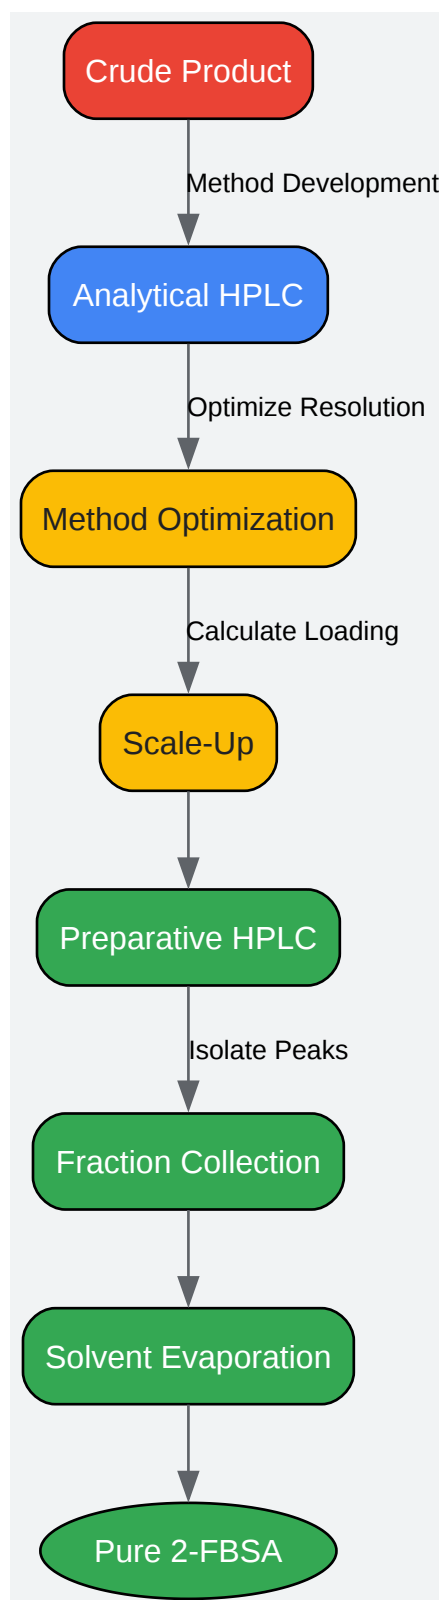 Crude Product
Method Development
Analytical HPLC
Optimize Resolution
Method Optimization
Calculate Loading
Scale-Up
Preparative HPLC
Isolate Peaks
Fraction Collection
Solvent Evaporation
Pure 2-FBSA